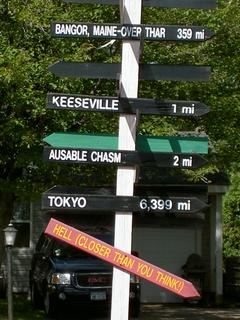 BANGOR, MAINE-OVER THAR 359 mi
KEESEVILLE 1 mi
AUSABLE CHASM 2 mi
TOKYO 6,399 mi
HELL (CLOSER THAN YOU THINK!)
GMC